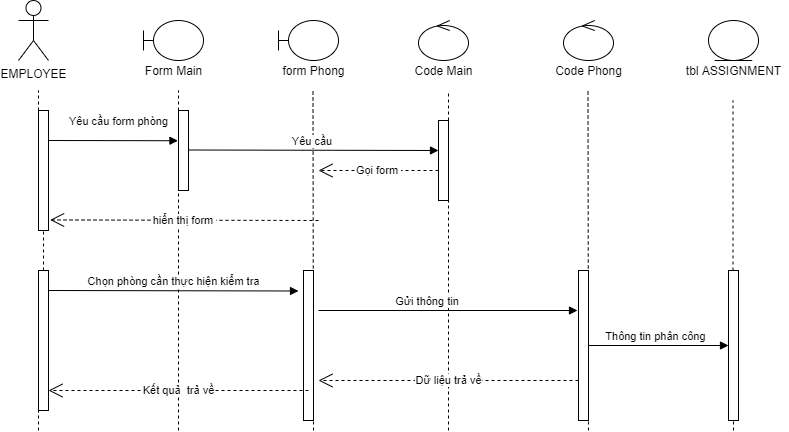 EMPLOYEE
Form Main
form Phong
Code Main
Code Phong
tbl ASSIGNMENT
Yêu cầu form phòng
Yêu cầu
Gọi form
hiển thị form
Chọn phòng cần thực hiện kiểm tra
Gửi thông tin
Thông tin phân công
Dữ liệu trả về
Kết quả trả về